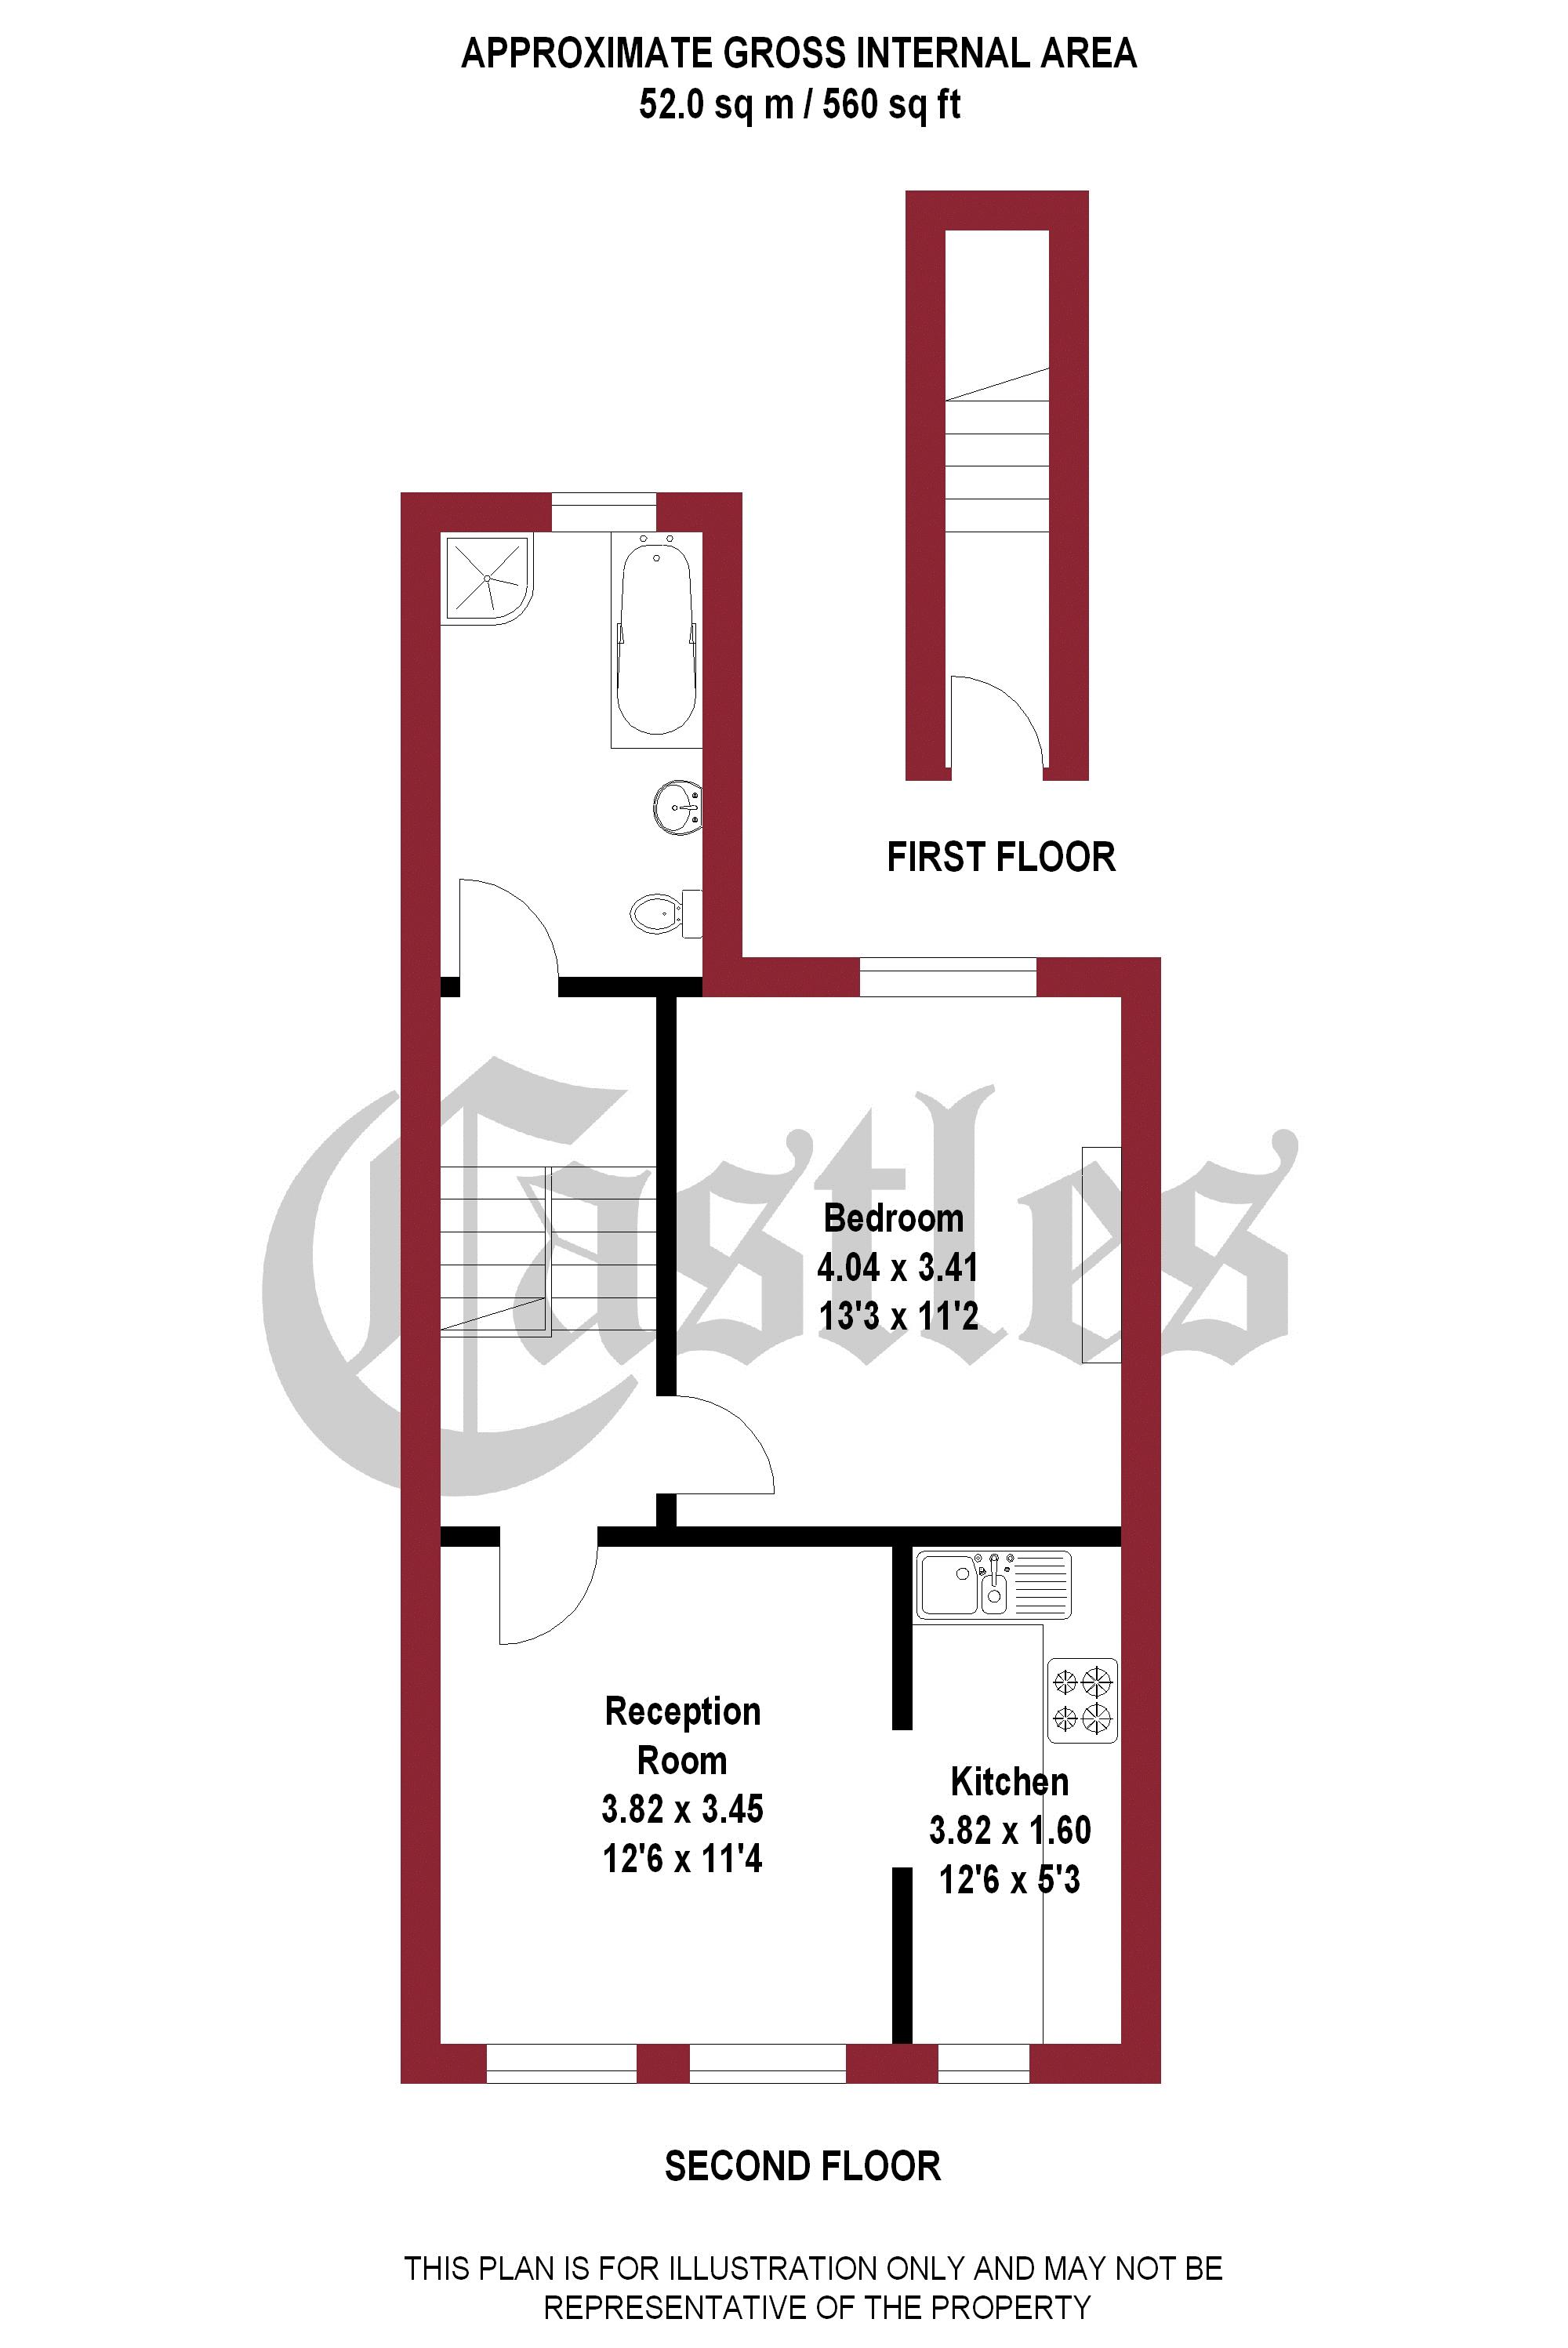 APPROXIMATE GROSS INTERNAL AREA
52.0 sq m / 560 sq ft
FIRST FLOOR
Castles
Bedroom
4.04 x 3.41
13'3 x 11'2
Reception
Room
3.82 x 3.45
12'6 x 11'4
Kitchen
3.82 x 1.60
12'6 x 5'3
SECOND FLOOR
THIS PLAN IS FOR ILLUSTRATION ONLY AND MAY NOT BE
REPRESENTATIVE OF THE PROPERTY